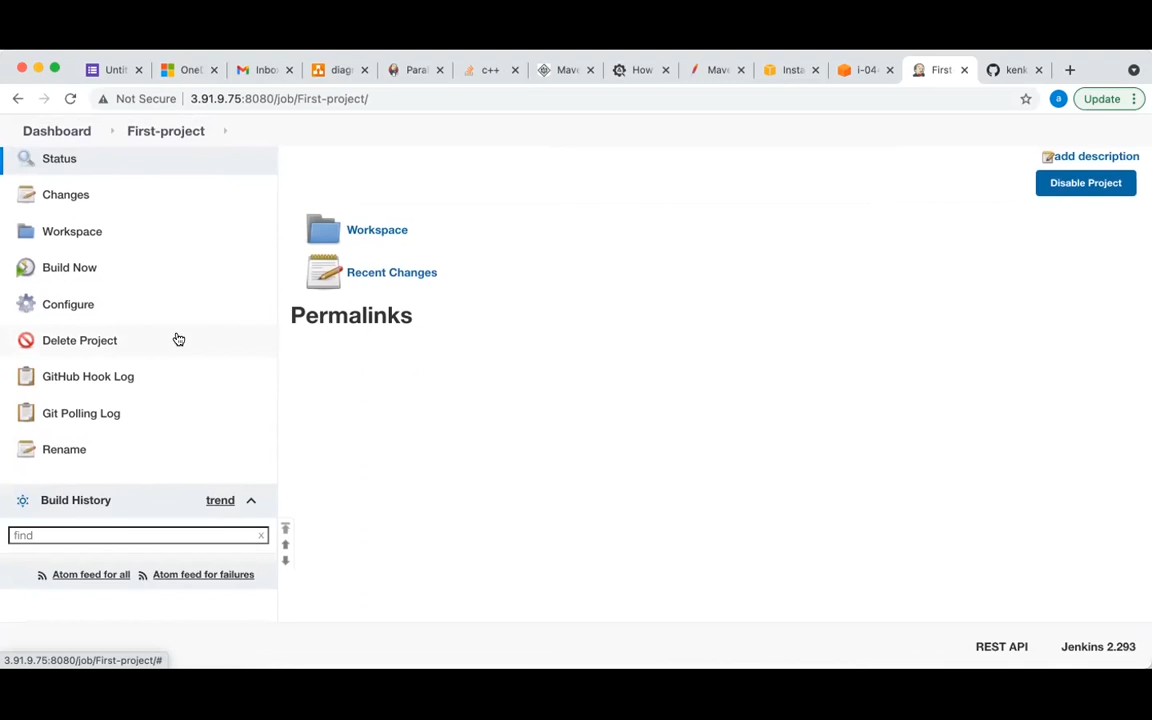 Untit
OneD
Inbo
diagr
Para
c++
Mave
How
Mave
Insta
i-04
First
kenk
Not Secure
3.91.9.75:8080/job/First-project/
a
Update
Dashboard
First-project
Status
add description
Changes
Disable Project
Workspace
Workspace
Build Now
Recent Changes
Configure
Permalinks
Delete Project
GitHub Hook Log
Git Polling Log
Rename
Build History
trend
find
x
Atom feed for all
Atom feed for failures
REST API
Jenkins 2.293
3.91.9.75:8080/job/First-project/#